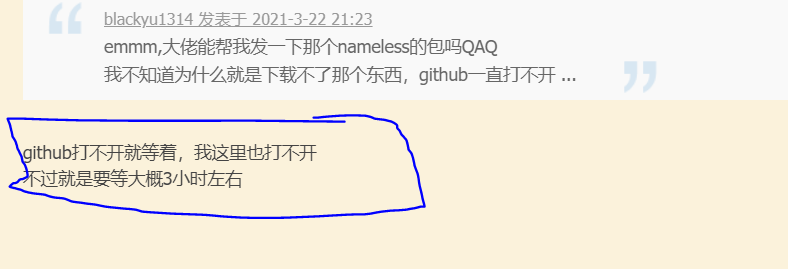 blackyu1314 发表于 2021-3-22 21:23
emmm,大佬能帮我发一下那个nameless的包吗QAQ
我不知道为什么就是下载不了那个东西，github一直打不开 ...
github打不开就等着，我这里也打不开
不过就是要等大概3小时左右